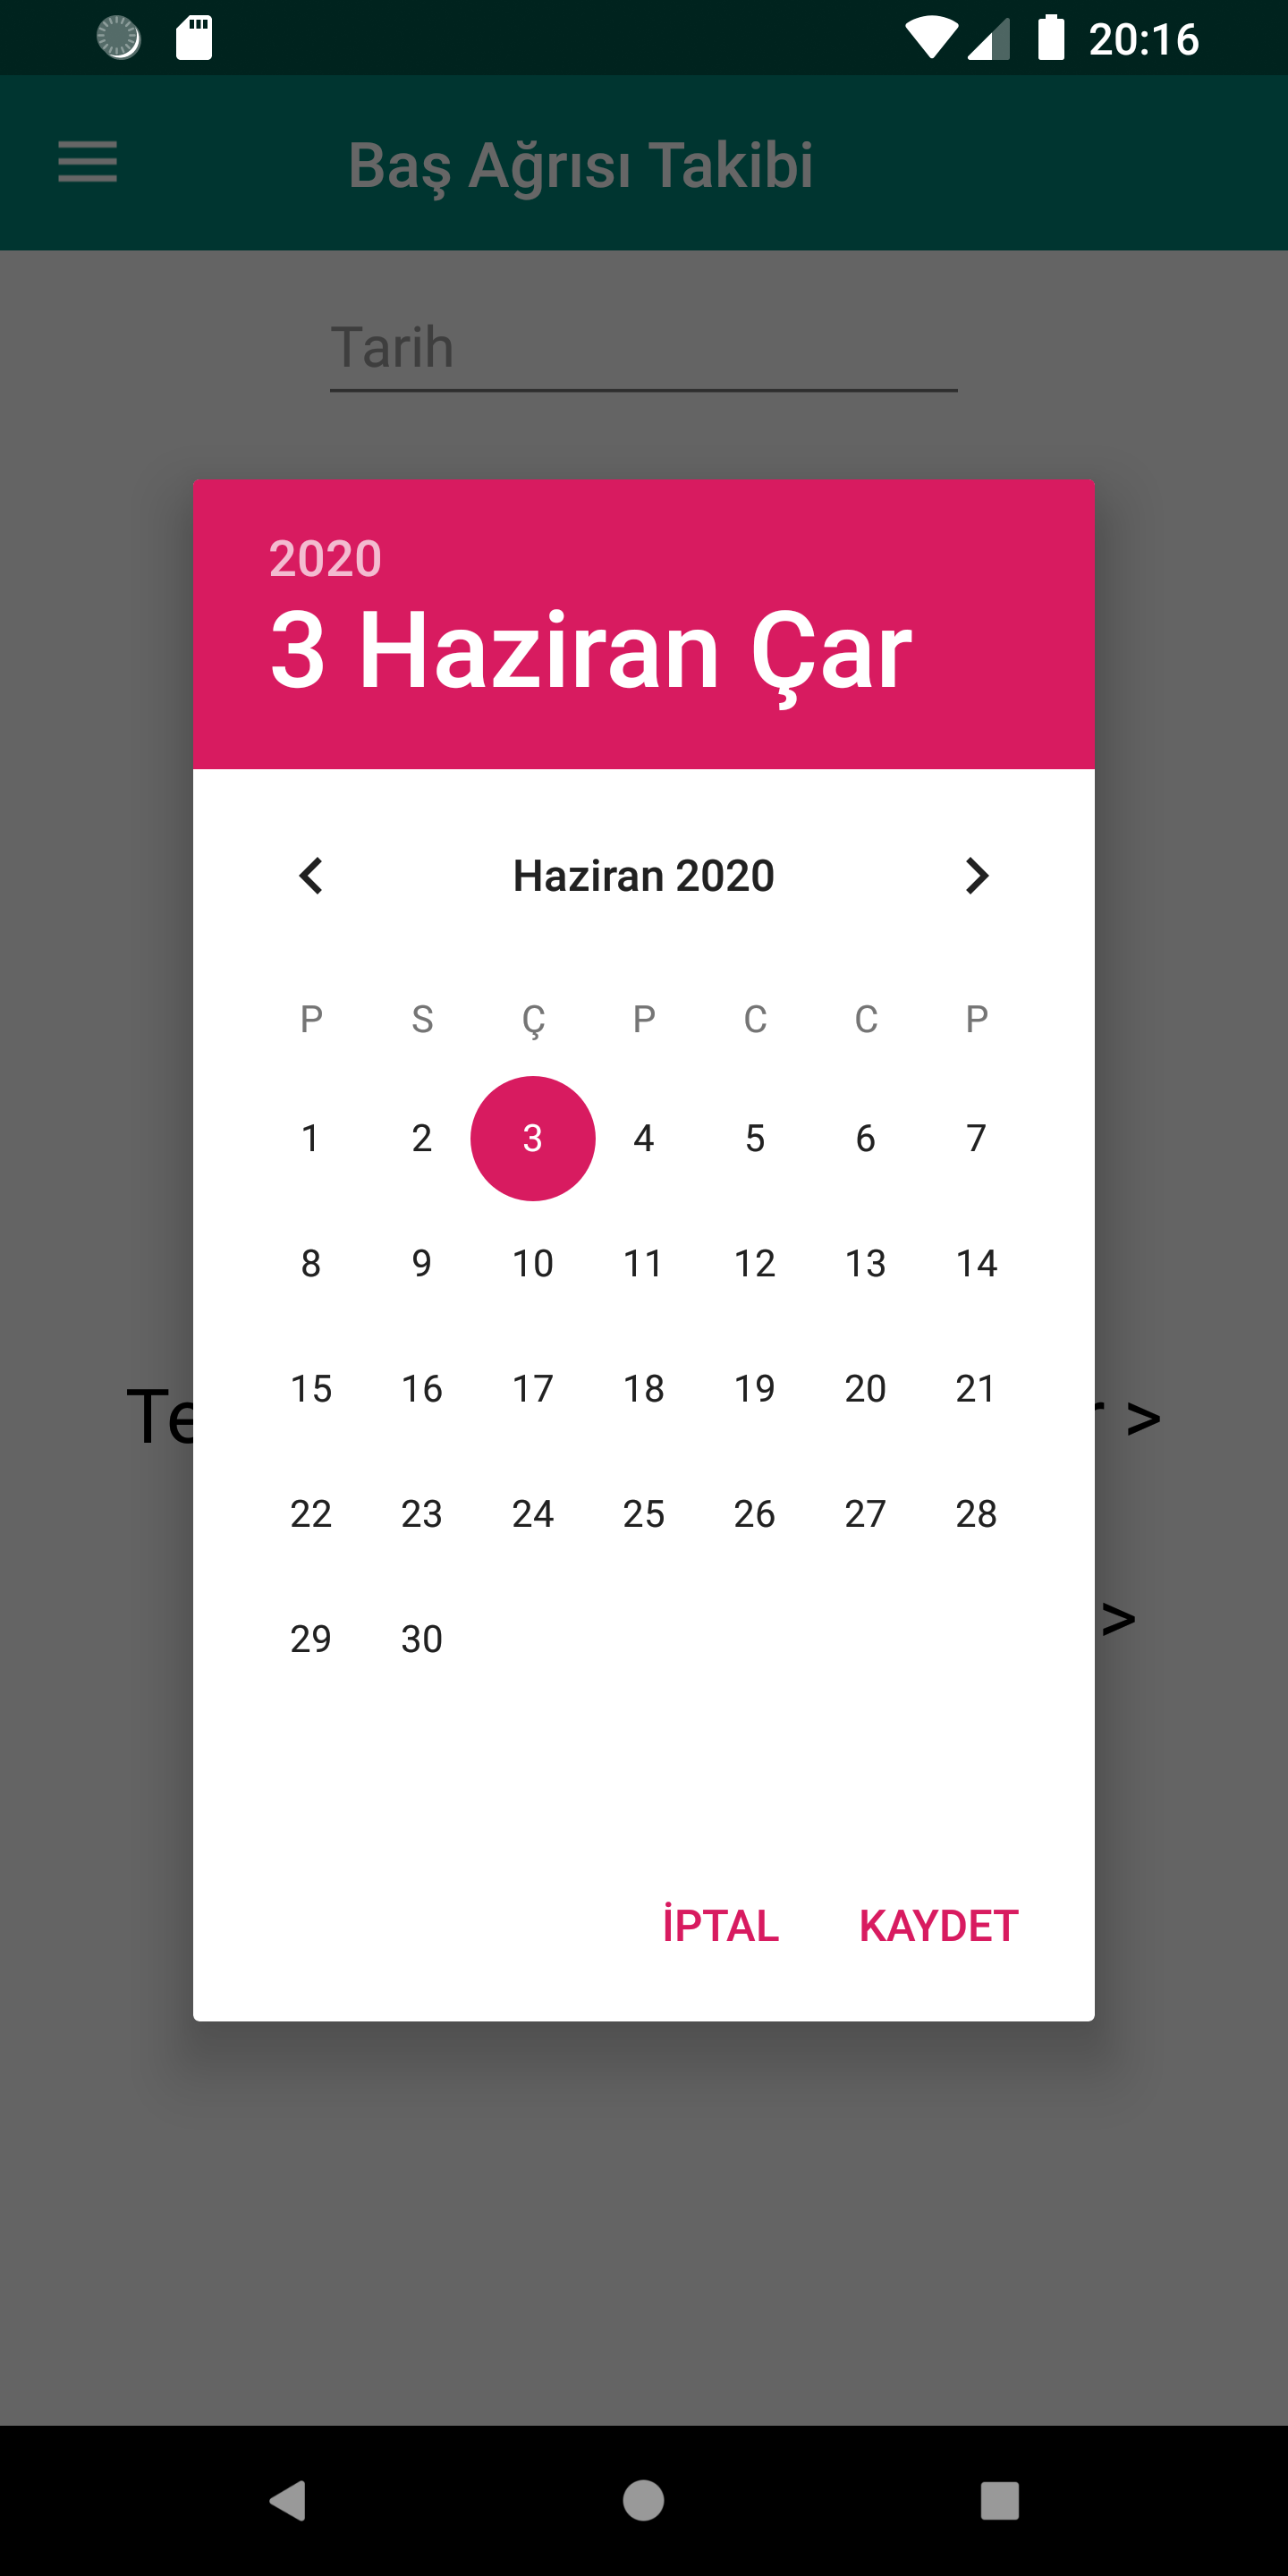 20:16
Baş Ağrısı Takibi
Tarih
2020
3 Haziran Çar
Haziran 2020
P S Ç P C C P
1 2 3 4 5 6 7
8 9 10 11 12 13 14
15 16 17 18 19 20 21
22 23 24 25 26 27 28
29 30
İPTAL KAYDET